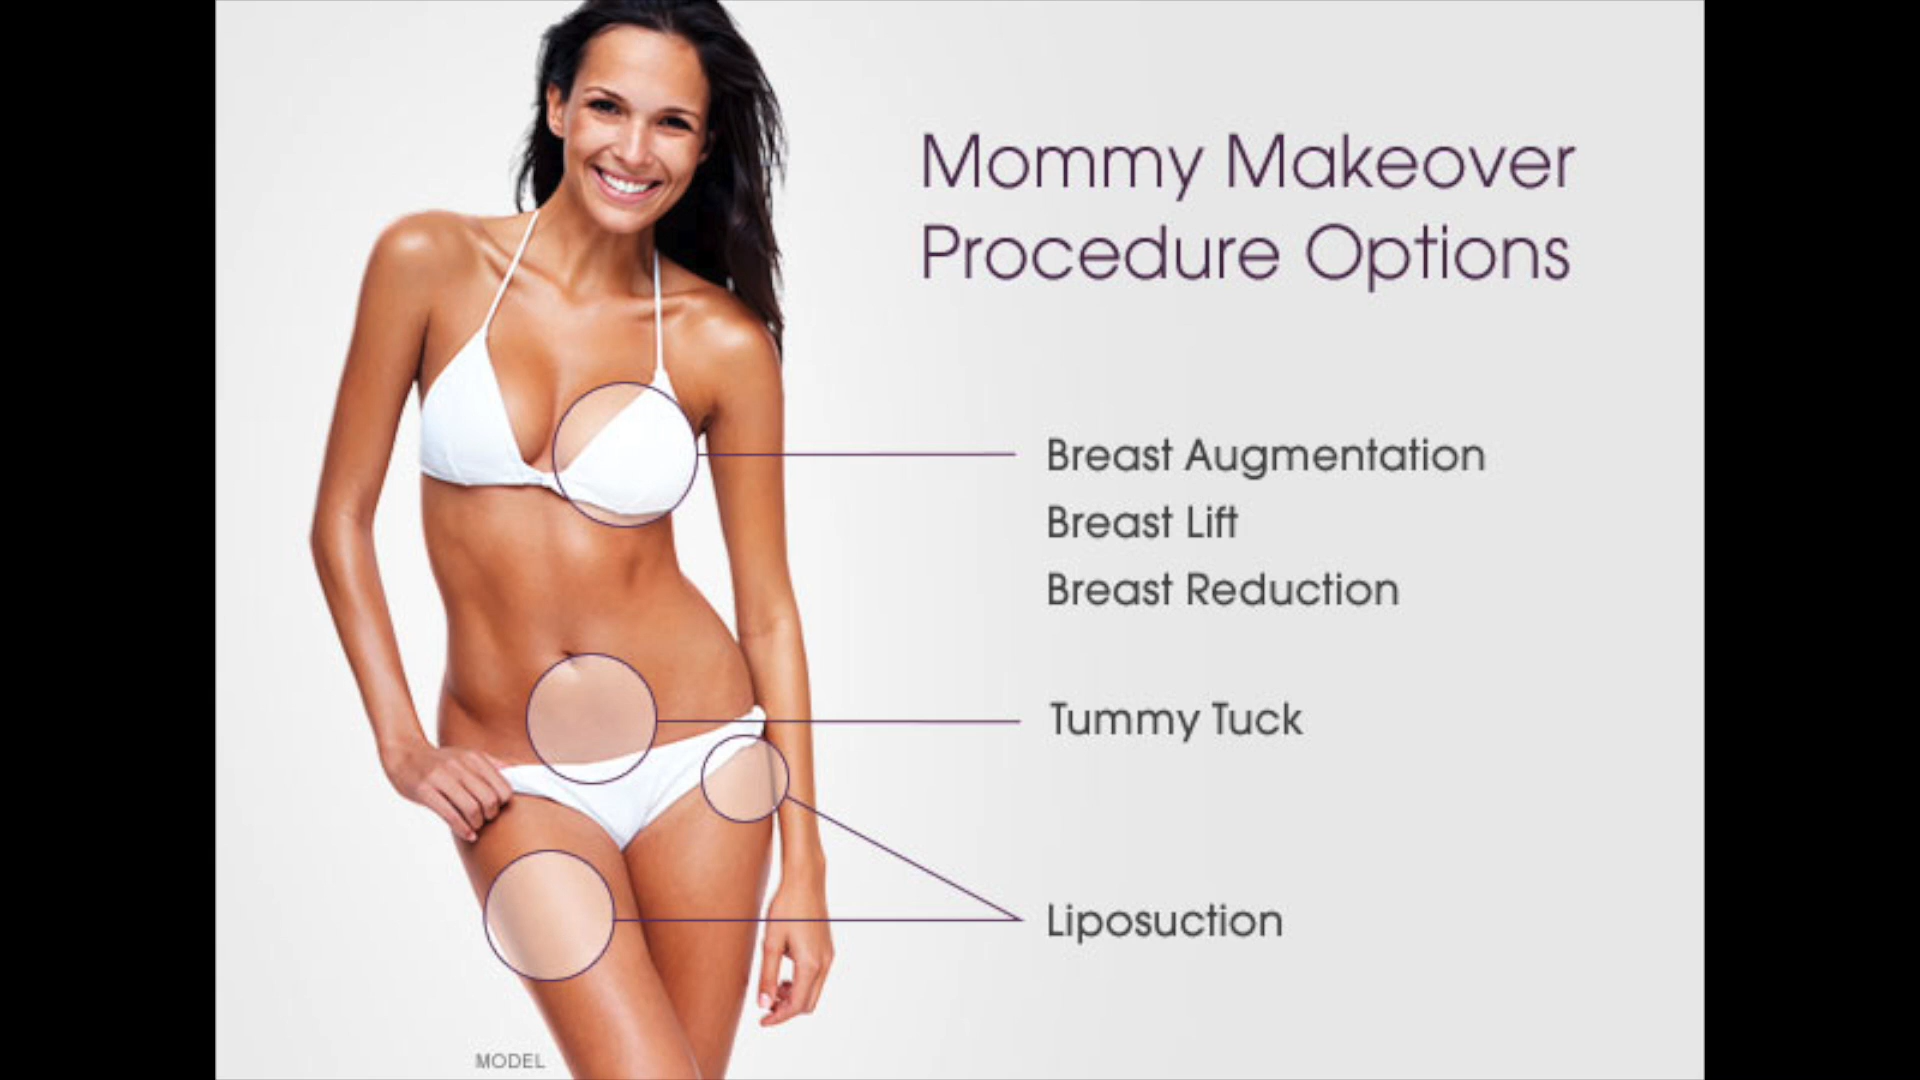 Mommy Makeover
Procedure Options
Breast Augmentation
Breast Lift
Breast Reduction
Tummy Tuck
Liposuction
MODEL